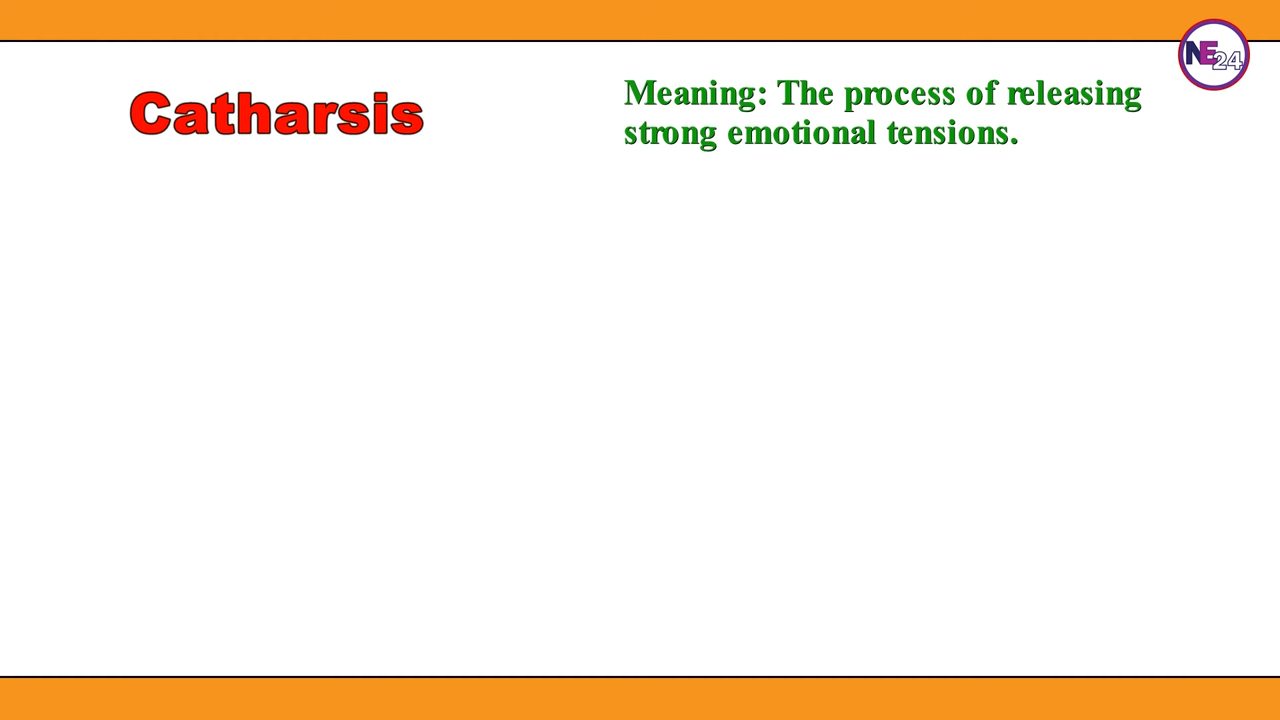 Catharsis
Meaning: The process of releasing
strong emotional tensions.
NE24